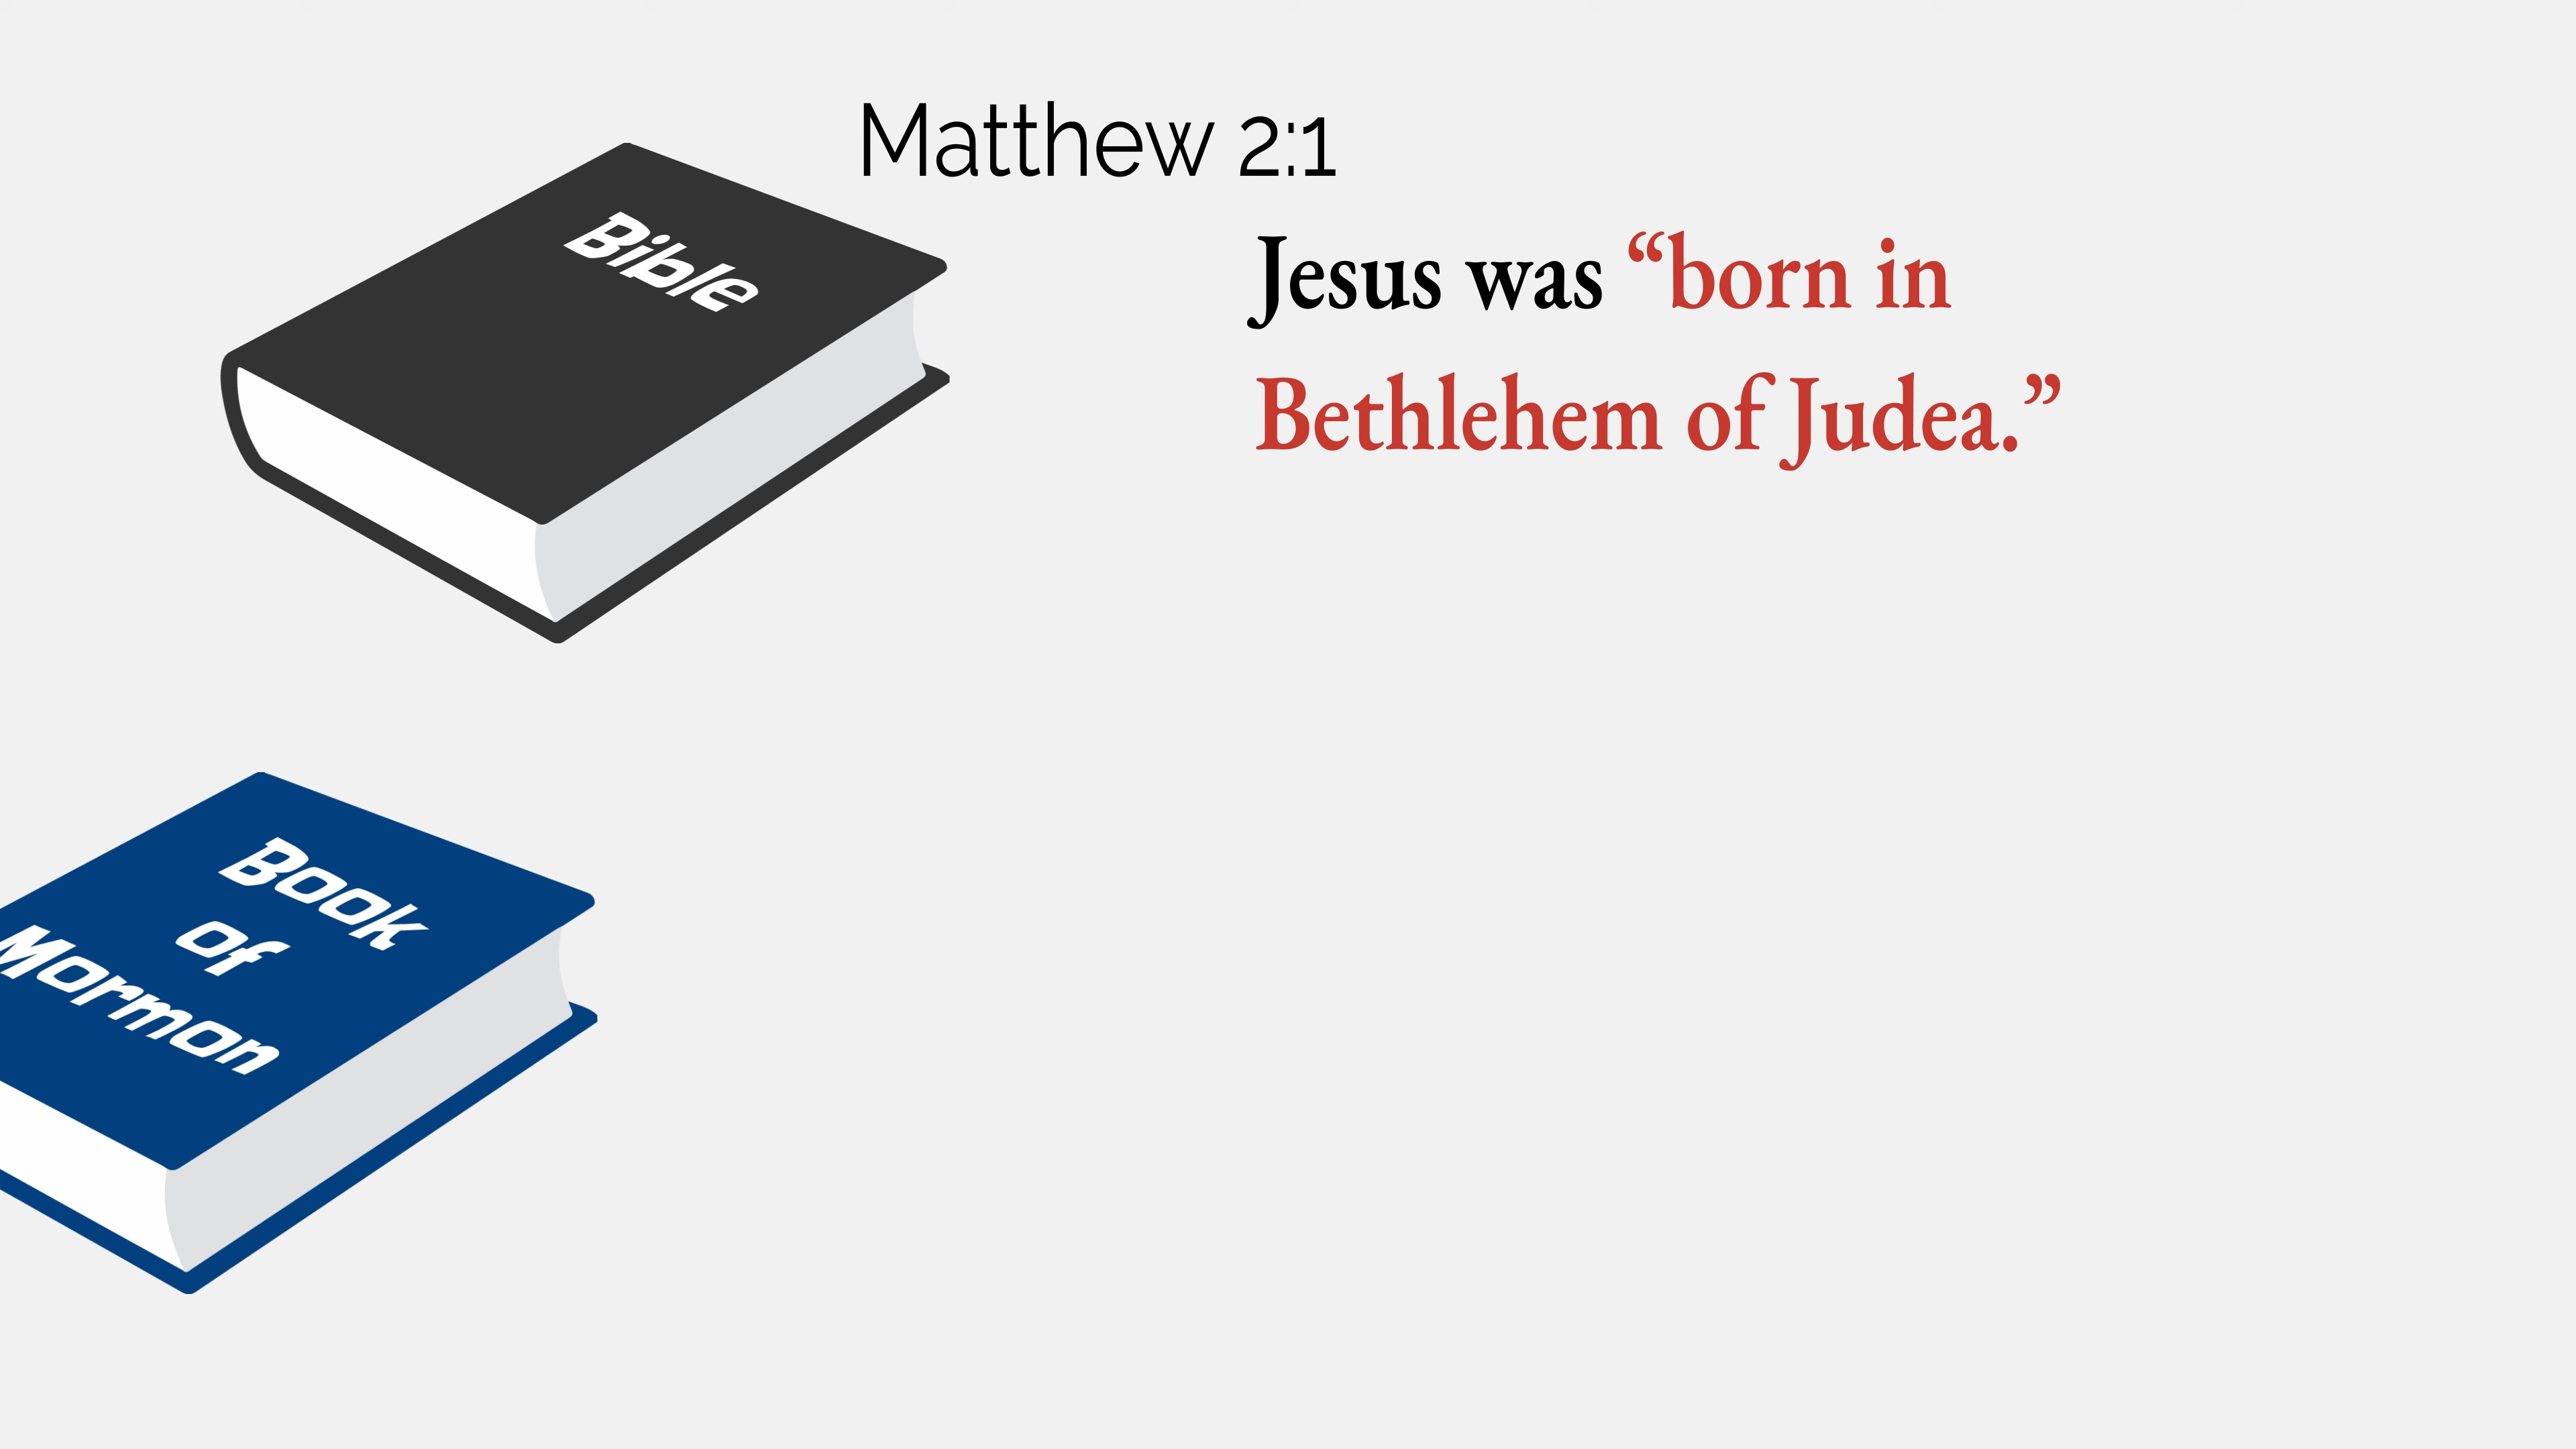 Matthew 2:1
Bible
Jesus was “born in
Bethlehem of Judea.”
Book
of
Mormon